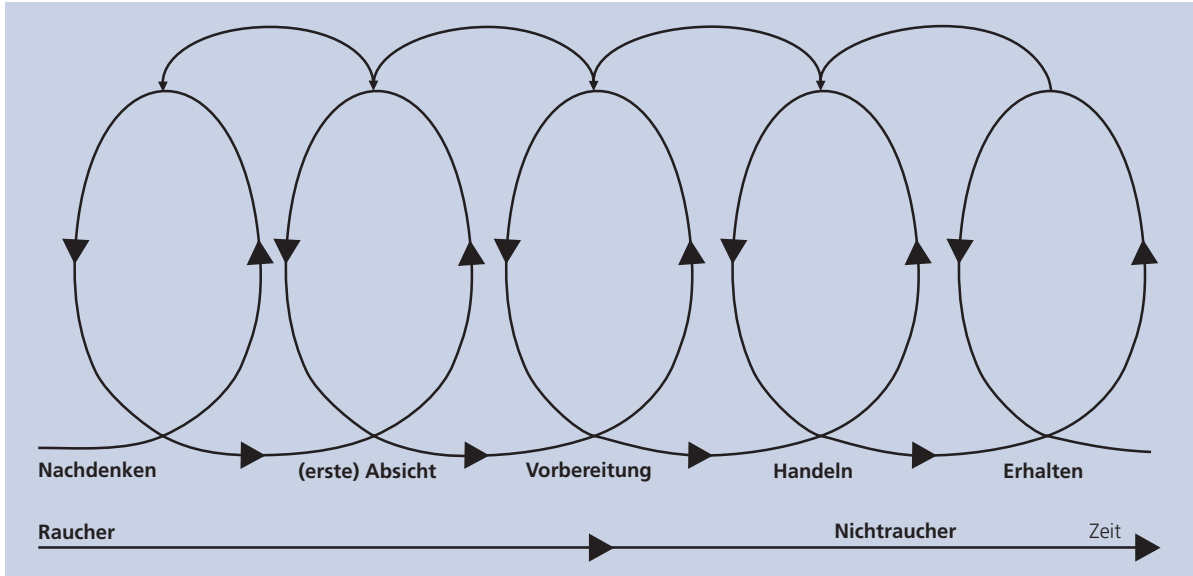 Nachdenken (erste) Absicht Vorbereitung Handeln Erhalten
Raucher Nichtraucher Zeit